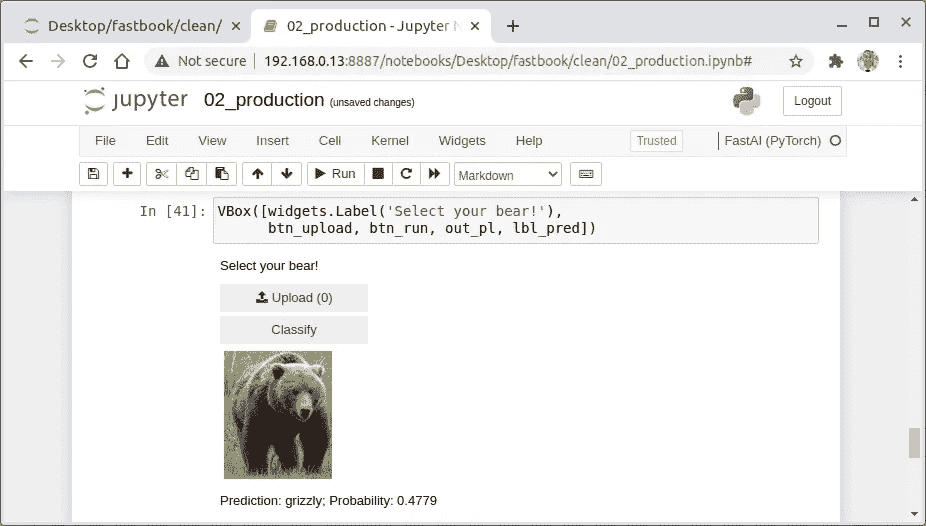 Desktop/fastbook/clean/
02_production - Jupyter N
Not secure | 192.168.0.13:8887/notebooks/Desktop/fastbook/clean/02_production.ipynb#
jupyter 02_production (unsaved changes)
Logout
File Edit View Insert Cell Kernel Widgets Help Trusted FastAI (PyTorch)
Run Markdown
In [41]: VBox([widgets.Label('Select your bear!'),
btn_upload, btn_run, out_pl, lbl_pred])
Select your bear!
Upload (0)
Classify
Prediction: grizzly; Probability: 0.4779